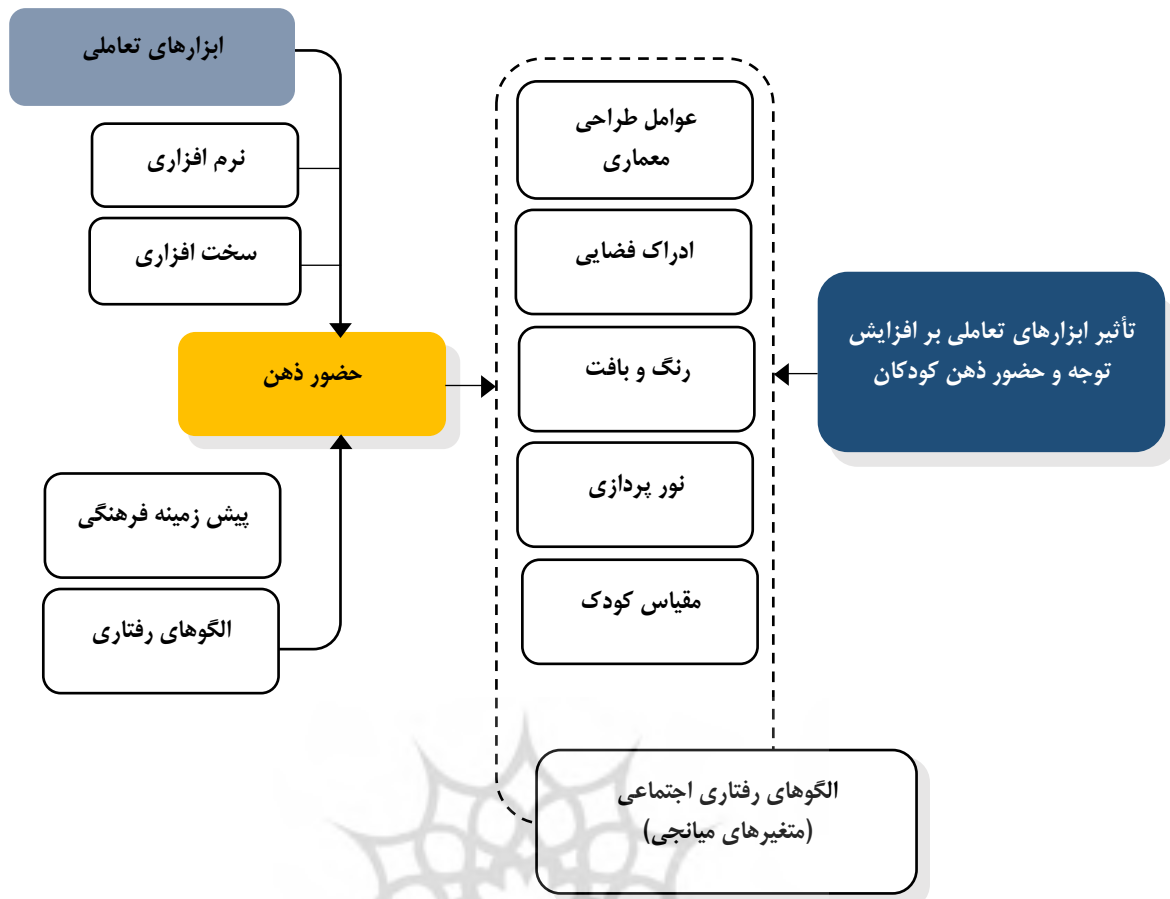 ابزارهای تعاملی
نرم افزاری
سخت افزاری
حضور ذهن
پیش زمینه فرهنگی
الگوهای رفتاری
عوامل طراحی
معماری
ادراک فضایی
رنگ و بافت
نور پردازی
مقیاس کودک
الگوهای رفتاری اجتماعی
(متغیرهای میانجی)
تأثیر ابزارهای تعاملی بر افزایش
توجه و حضور ذهن کودکان